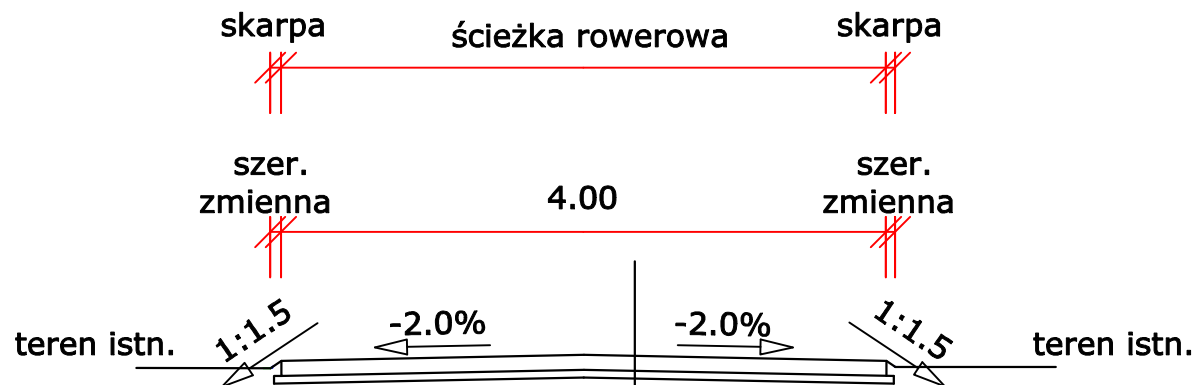 skarpa
ścieżka rowerowa
skarpa
szer.
zmienna
4.00
szer.
zmienna
teren istn.
1:1.5
-2.0%
-2.0%
1:1.5
teren istn.